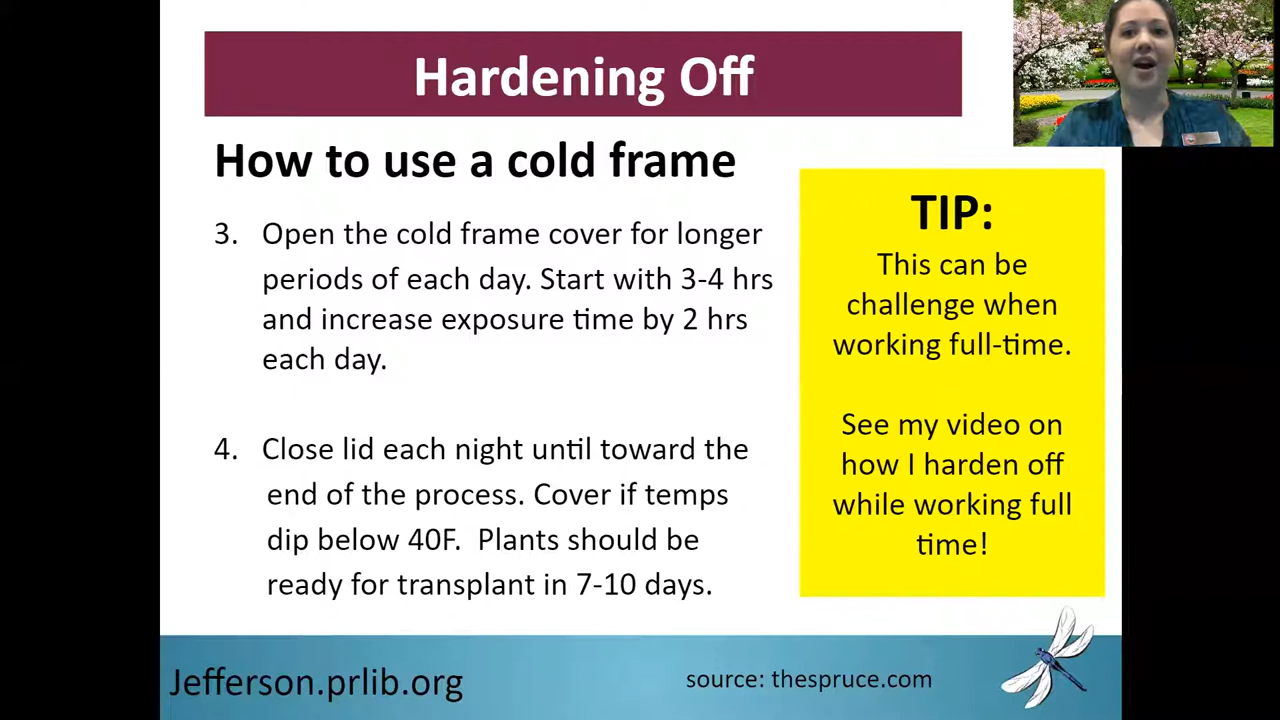 Hardening Off
How to use a cold frame
3. Open the cold frame cover for longer
periods of each day. Start with 3-4 hrs
and increase exposure time by 2 hrs
each day.
4. Close lid each night until toward the
end of the process. Cover if temps
dip below 40F. Plants should be
ready for transplant in 7-10 days.
TIP:
This can be
challenge when
working full-time.
See my video on
how I harden off
while working full
time!
Jefferson.prlib.org
source: thespruce.com